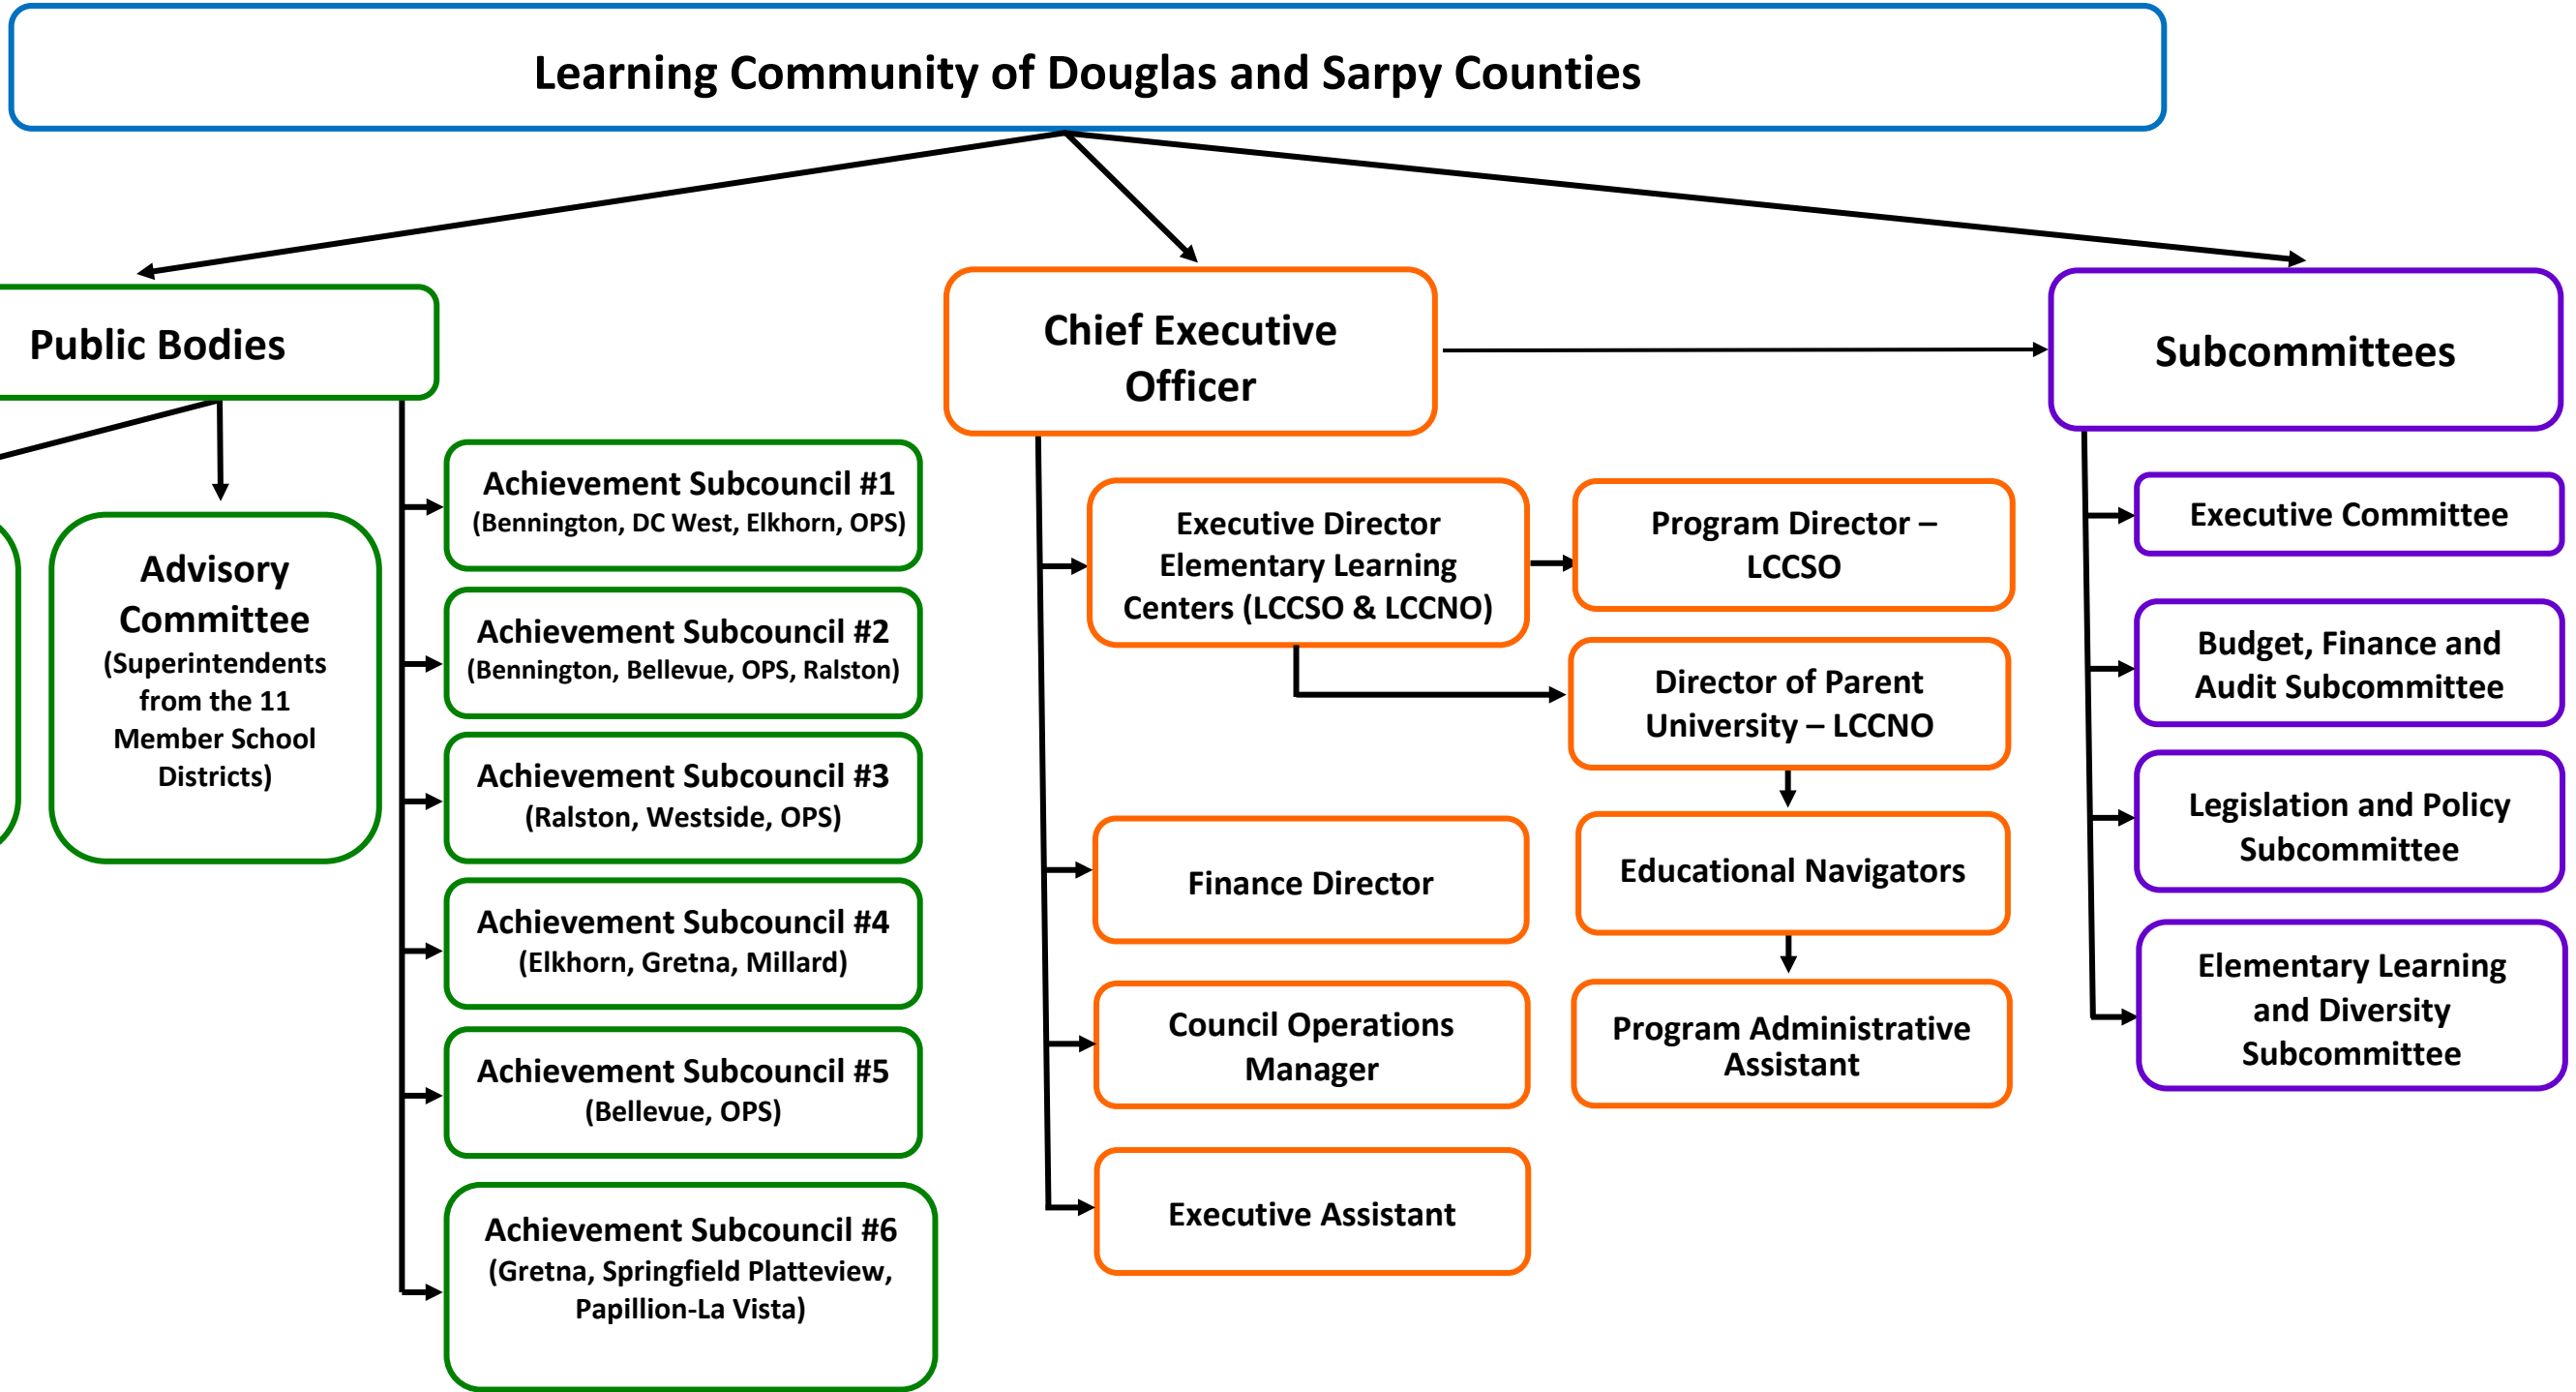 Learning Community of Douglas and Sarpy Counties
Public Bodies
Chief Executive
Officer
Subcommittees
Advisory
Committee
(Superintendents
from the 11
Member School
Districts)
Achievement Subcouncil #1
(Bennington, DC West, Elkhorn, OPS)
Achievement Subcouncil #2
(Bennington, Bellevue, OPS, Ralston)
Achievement Subcouncil #3
(Ralston, Westside, OPS)
Achievement Subcouncil #4
(Elkhorn, Gretna, Millard)
Achievement Subcouncil #5
(Bellevue, OPS)
Achievement Subcouncil #6
(Gretna, Springfield Platteview,
Papillion-La Vista)
Executive Director
Elementary Learning
Centers (LCCSO & LCCNO)
Finance Director
Council Operations
Manager
Executive Assistant
Program Director –
LCCSO
Director of Parent
University – LCCNO
Educational Navigators
Program Administrative
Assistant
Executive Committee
Budget, Finance and
Audit Subcommittee
Legislation and Policy
Subcommittee
Elementary Learning
and Diversity
Subcommittee